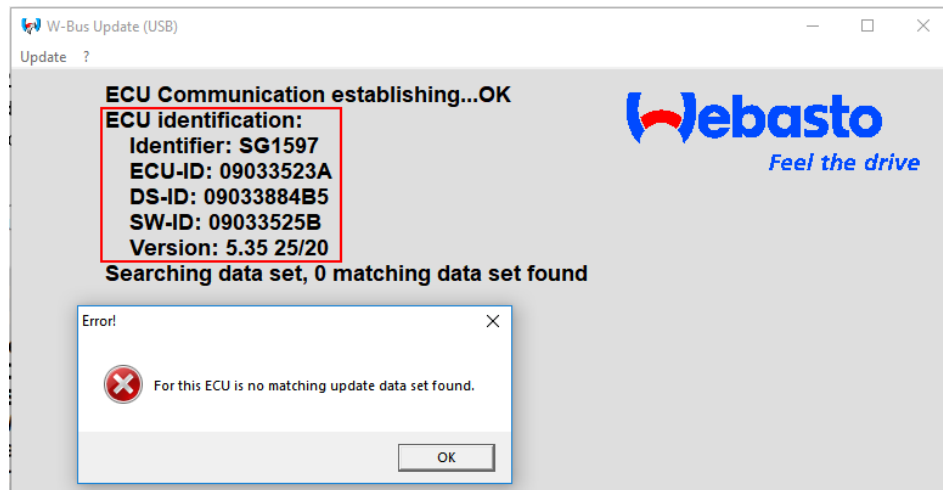 W-Bus Update (USB)
Update ?
ECU Communication establishing...OK
ECU identification:
Identifier: SG1597
ECU-ID: 09033523A
DS-ID: 09033884B5
SW-ID: 09033525B
Version: 5.35 25/20
Searching data set, 0 matching data set found
Webasto
Feel the drive
Error!
For this ECU is no matching update data set found.
OK